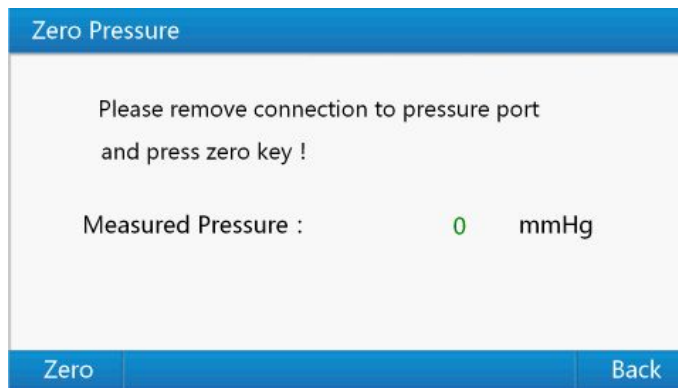 Zero Pressure
Please remove connection to pressure port
and press zero key !
Measured Pressure : 0 mmHg
Zero Back